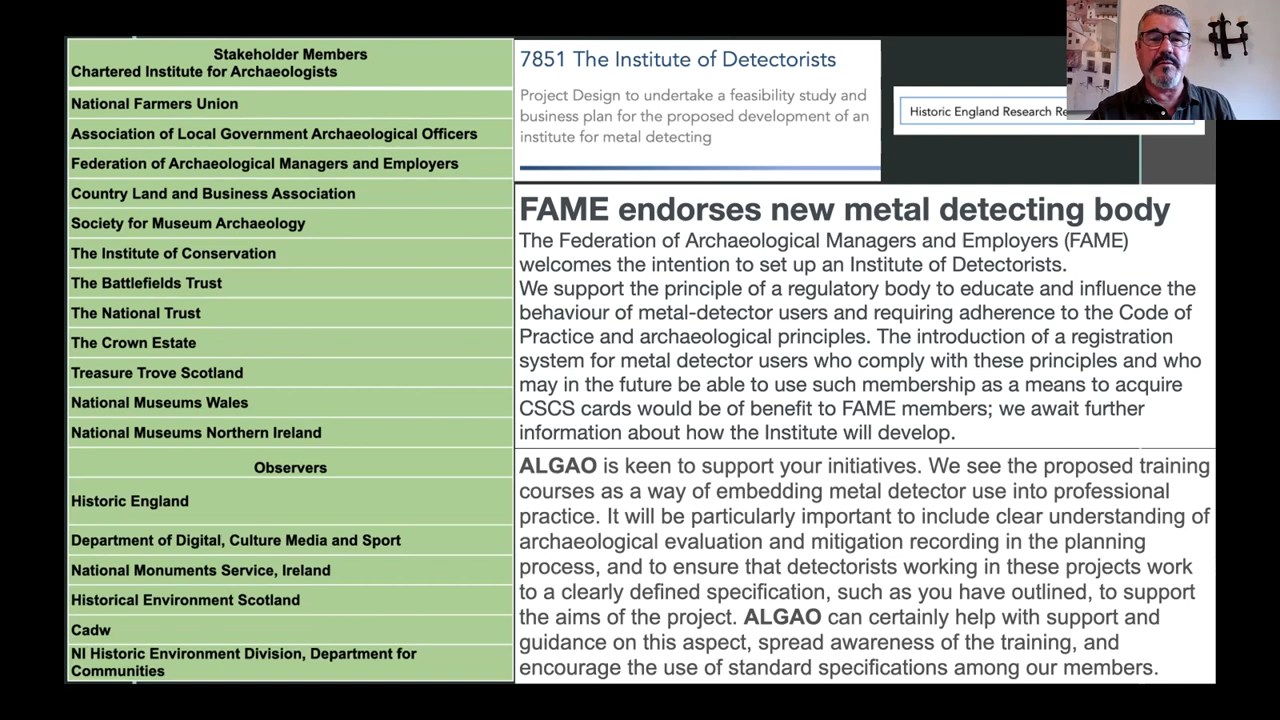 Stakeholder Members
Chartered Institute for Archaeologists
National Farmers Union
Association of Local Government Archaeological Officers
Federation of Archaeological Managers and Employers
Country Land and Business Association
Society for Museum Archaeology
The Institute of Conservation
The Battlefields Trust
The National Trust
The Crown Estate
Treasure Trove Scotland
National Museums Wales
National Museums Northern Ireland
Observers
Historic England
Department of Digital, Culture Media and Sport
National Monuments Service, Ireland
Historical Environment Scotland
Cadw
NI Historic Environment Division, Department for
Communities
7851 The Institute of Detectorists
Project Design to undertake a feasibility study and
business plan for the proposed development of an
institute for metal detecting
Historic England Research
FAME endorses new metal detecting body
The Federation of Archaeological Managers and Employers (FAME)
welcomes the intention to set up an Institute of Detectorists.
We support the principle of a regulatory body to educate and influence the
behaviour of metal-detector users and requiring adherence to the Code of
Practice and archaeological principles. The introduction of a registration
system for metal detector users who comply with these principles and who
may in the future be able to use such membership as a means to acquire
CSCS cards would be of benefit to FAME members; we await further
information about how the Institute will develop.
ALGAO is keen to support your initiatives. We see the proposed training
courses as a way of embedding metal detector use into professional
practice. It will be particularly important to include clear understanding of
archaeological evaluation and mitigation recording in the planning
process, and to ensure that detectorists working in these projects work
to a clearly defined specification, such as you have outlined, to support
the aims of the project. ALGAO can certainly help with support and
guidance on this aspect, spread awareness of the training, and
encourage the use of standard specifications among our members.